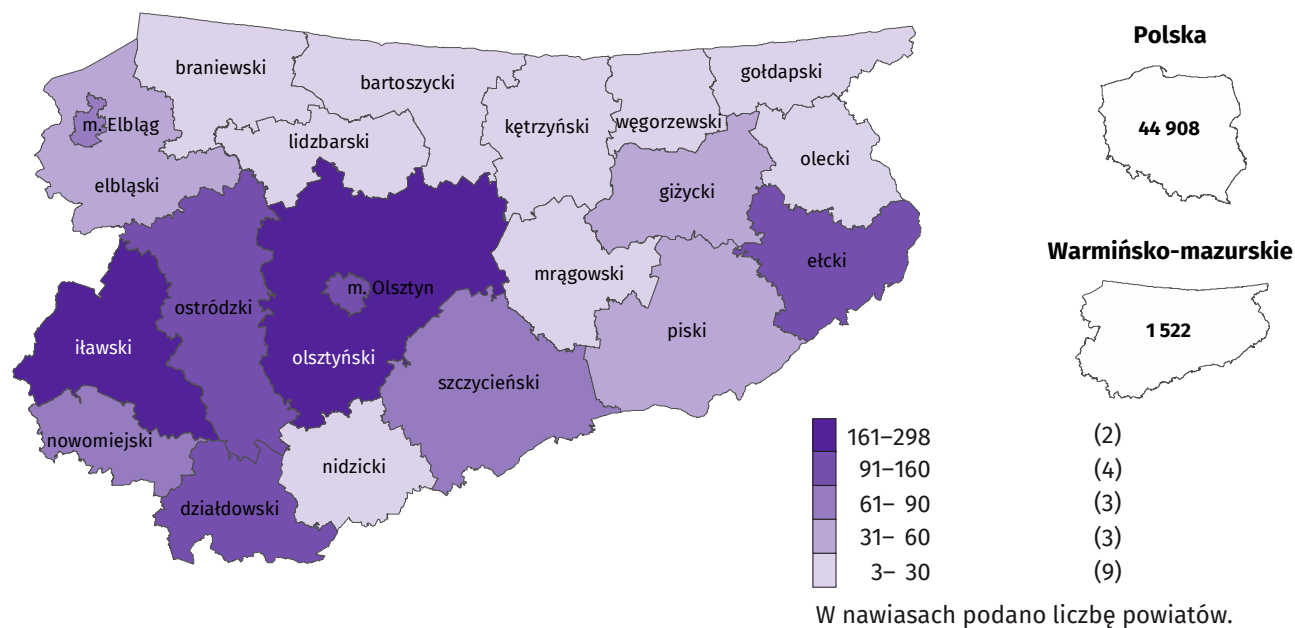 Polska
44 908
Warmińsko-mazurskie
1 522
braniewski
bartoszycki
gołdapski
m. Elbląg
kętrzyński
węgorzewski
lidzbarski
olecki
elbląski
giżycki
ełcki
mrągowski
m. Olsztyn
ostródzki
piski
iławski
olsztyński
szczycieński
nowomiejski
nidzicki
działdowski
161–298 (2)
91–160 (4)
61– 90 (3)
31– 60 (3)
3– 30 (9)
W nawiasach podano liczbę powiatów.